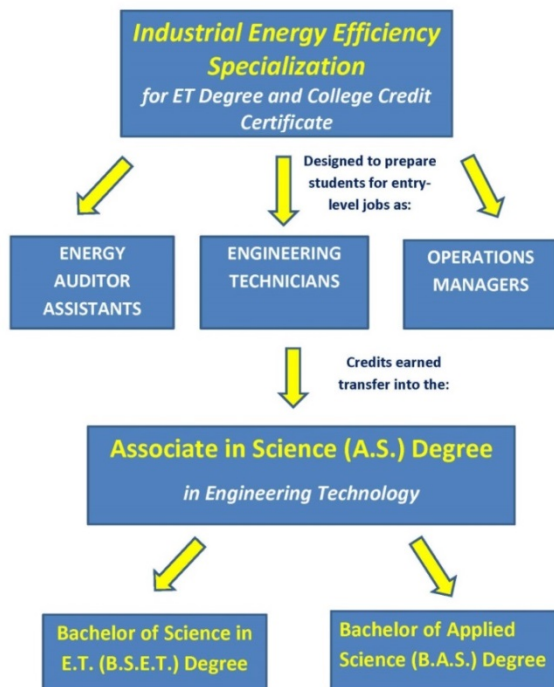 Industrial Energy Efficiency
Specialization
for ET Degree and College Credit
Certificate
Designed to prepare
students for entry-
level jobs as:
ENERGY
AUDITOR
ASSISTANTS
ENGINEERING
TECHNICIANS
OPERATIONS
MANAGERS
Credits earned
transfer into the:
Associate in Science (A.S.) Degree
in Engineering Technology
Bachelor of Science in
E.T. (B.S.E.T.) Degree
Bachelor of Applied
Science (B.A.S.) Degree